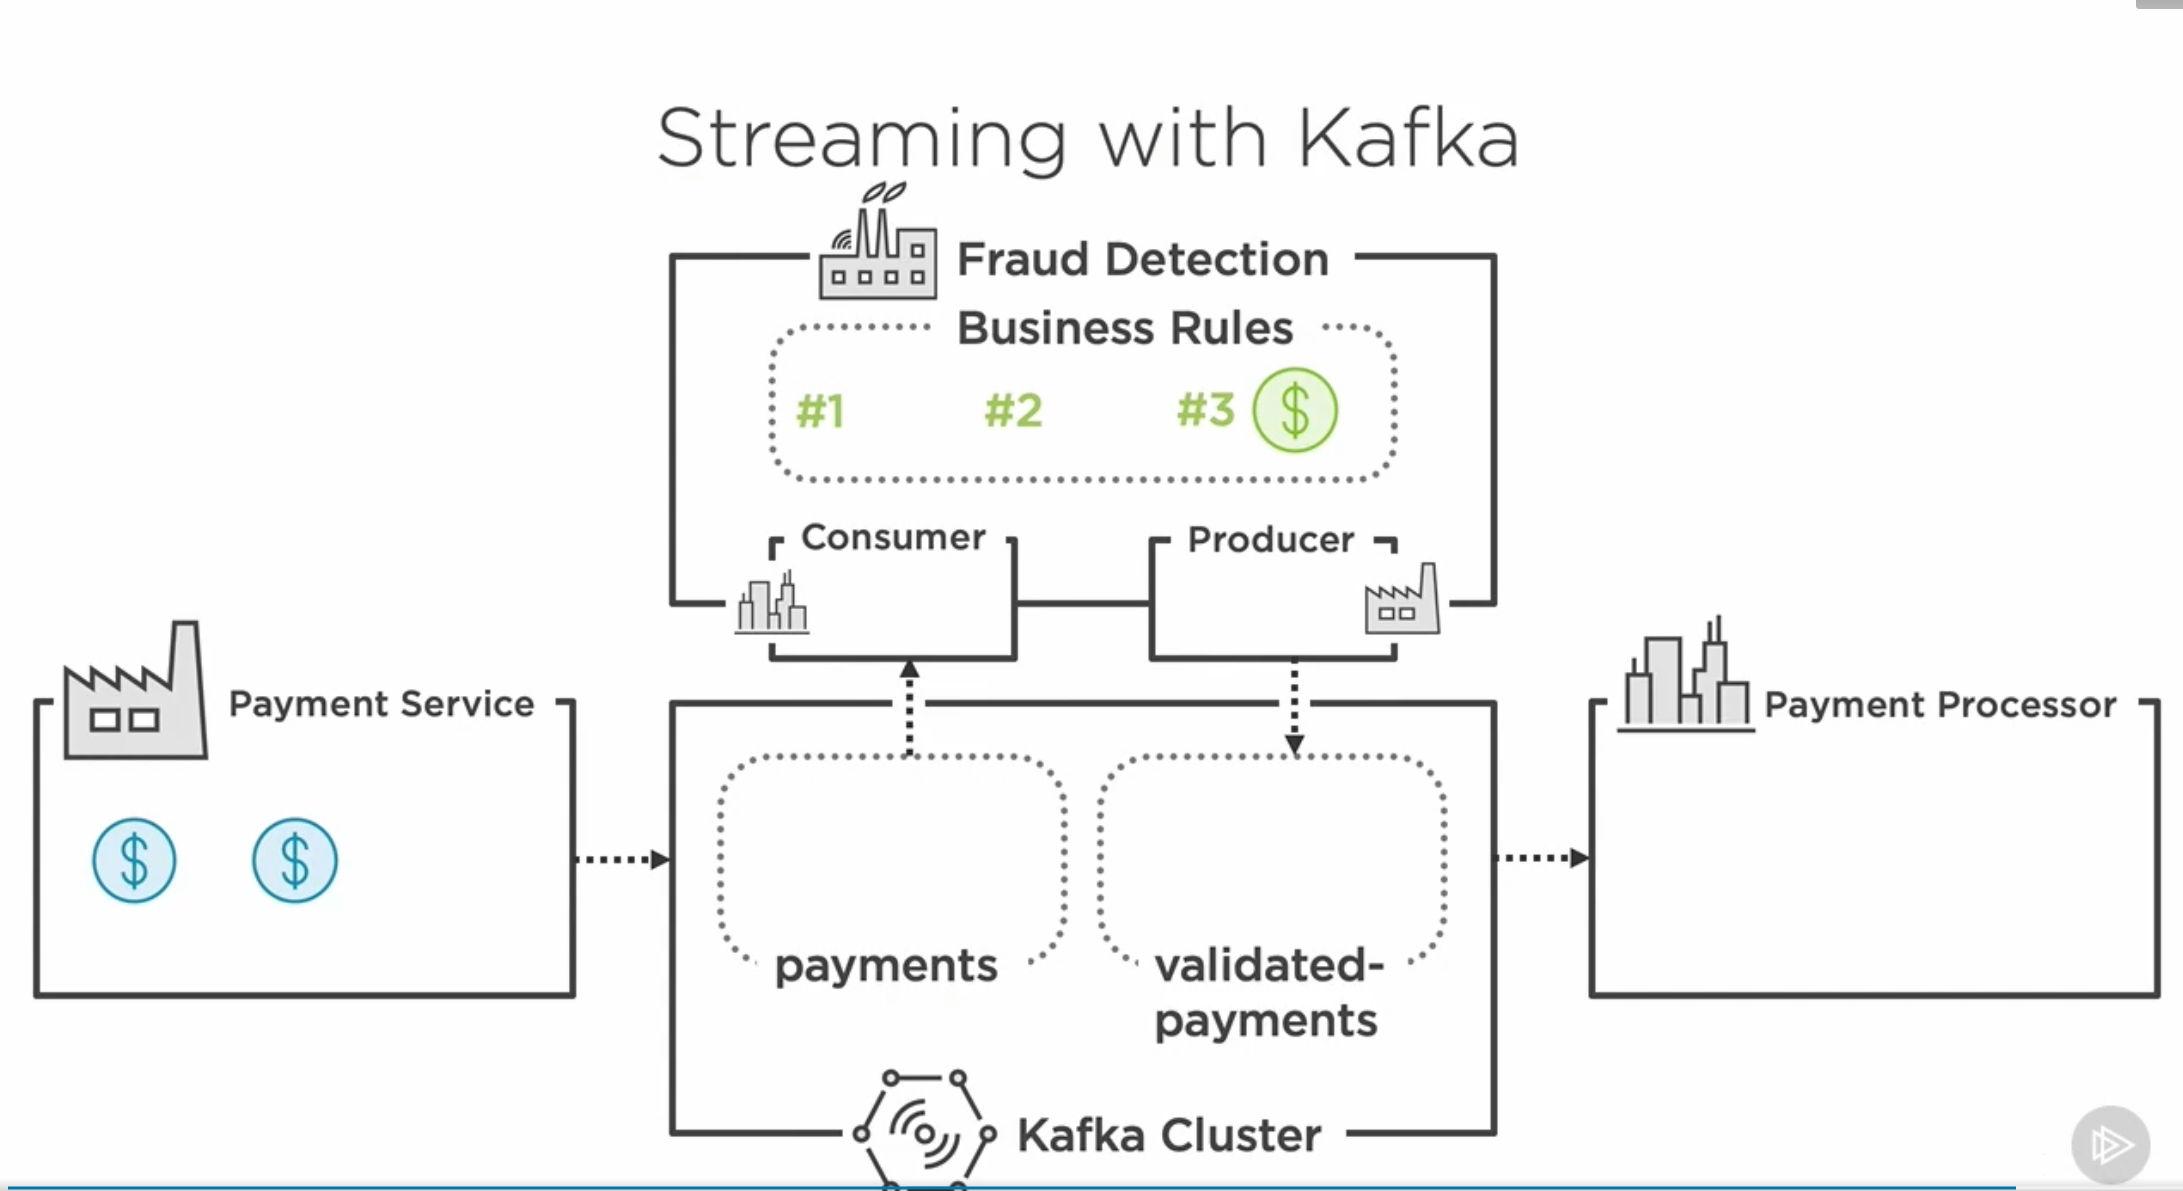 Streaming with Kafka
Fraud Detection
Business Rules
#1 #2 #3 $
Consumer
Producer
Payment Service
$ $
Payment Processor
payments
validated-
payments
Kafka Cluster